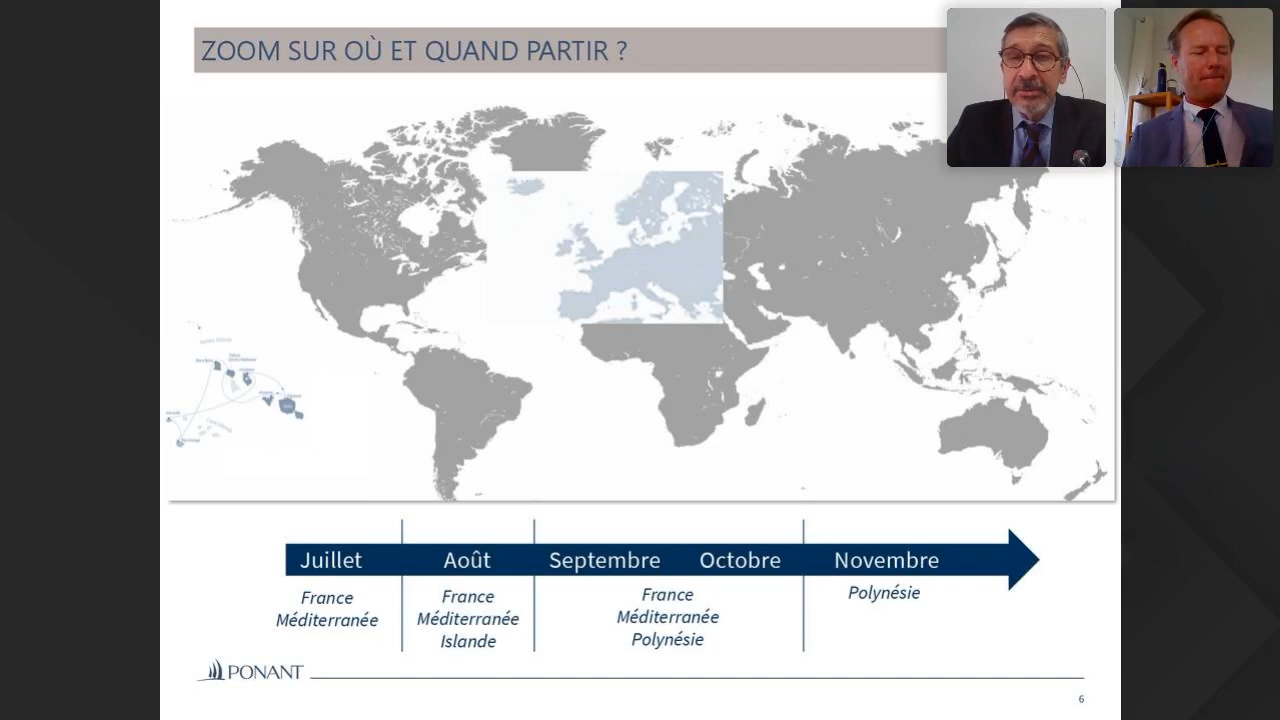 ZOOM SUR OÙ ET QUAND PARTIR ?
Juillet
Août
Septembre
Octobre
Novembre
France
Méditerranée
France
Méditerranée
Islande
France
Méditerranée
Polynésie
Polynésie
PONANT
6